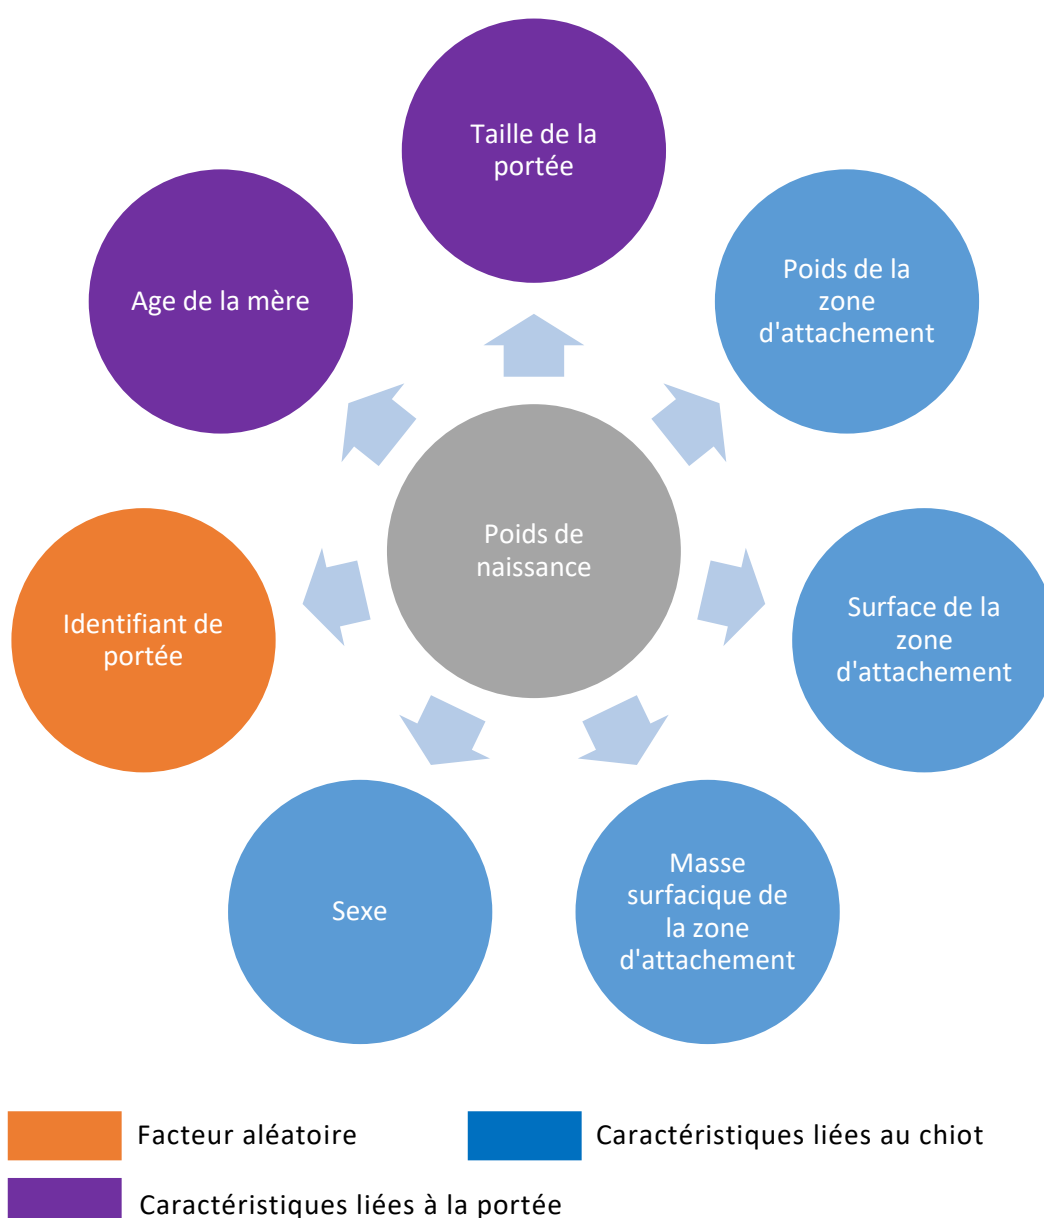 Taille de la
portée
Age de la mère
Poids de la
zone
d'attachement
Poids de
naissance
Identifiant de
portée
Surface de la
zone
d'attachement
Sexe
Masse
surfacique de
la zone
d'attachement
Facteur aléatoire
Caractéristiques liées au chiot
Caractéristiques liées à la portée